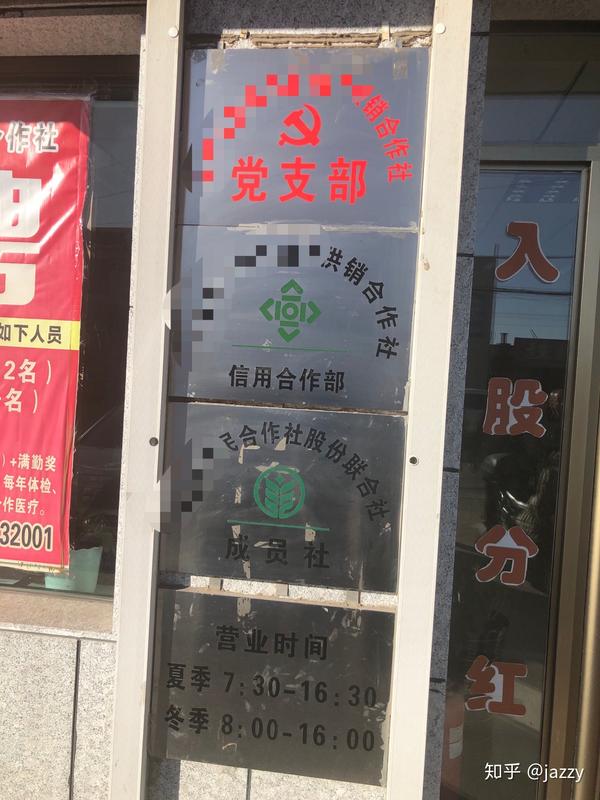 合作社
聘
如下人员
2名）
名）
）+满勤奖
每年体检、
作医疗。
32001
销合作社
党支部
供销合作社
信用合作部
合作社股份联合社
成员社
营业时间
夏季 7:30-16:30
冬季 8:00-16:00
入股分红
知乎 @jazzy